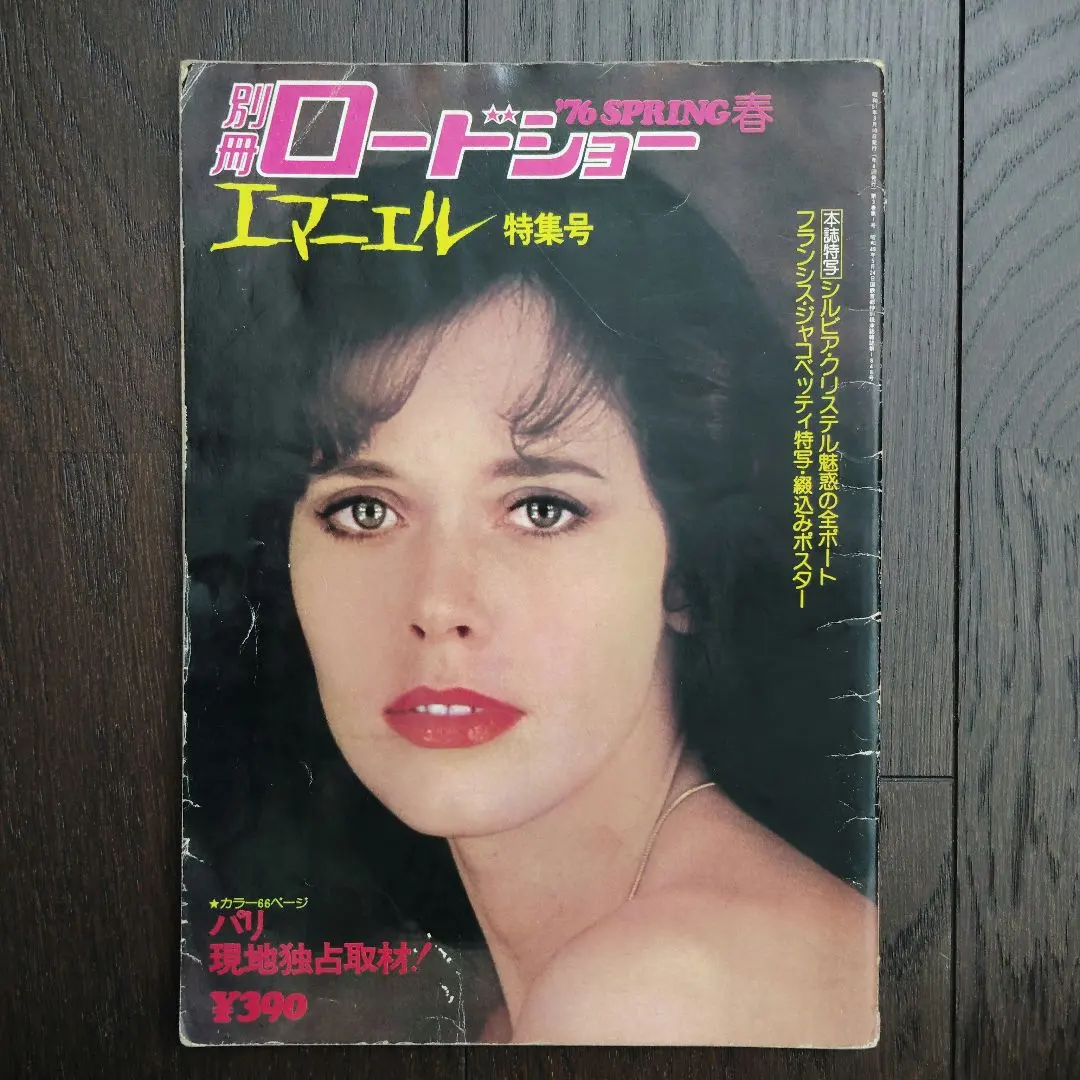 別冊
ロードショー
'76 SPRING 春
エマニエル 特集号
本誌特写 シルビア・クリステル魅惑の全ポート
フランシス・ジャコベッティ特写・綴込みポスター
★カラー66ページ
パリ
現地独占取材!
¥390